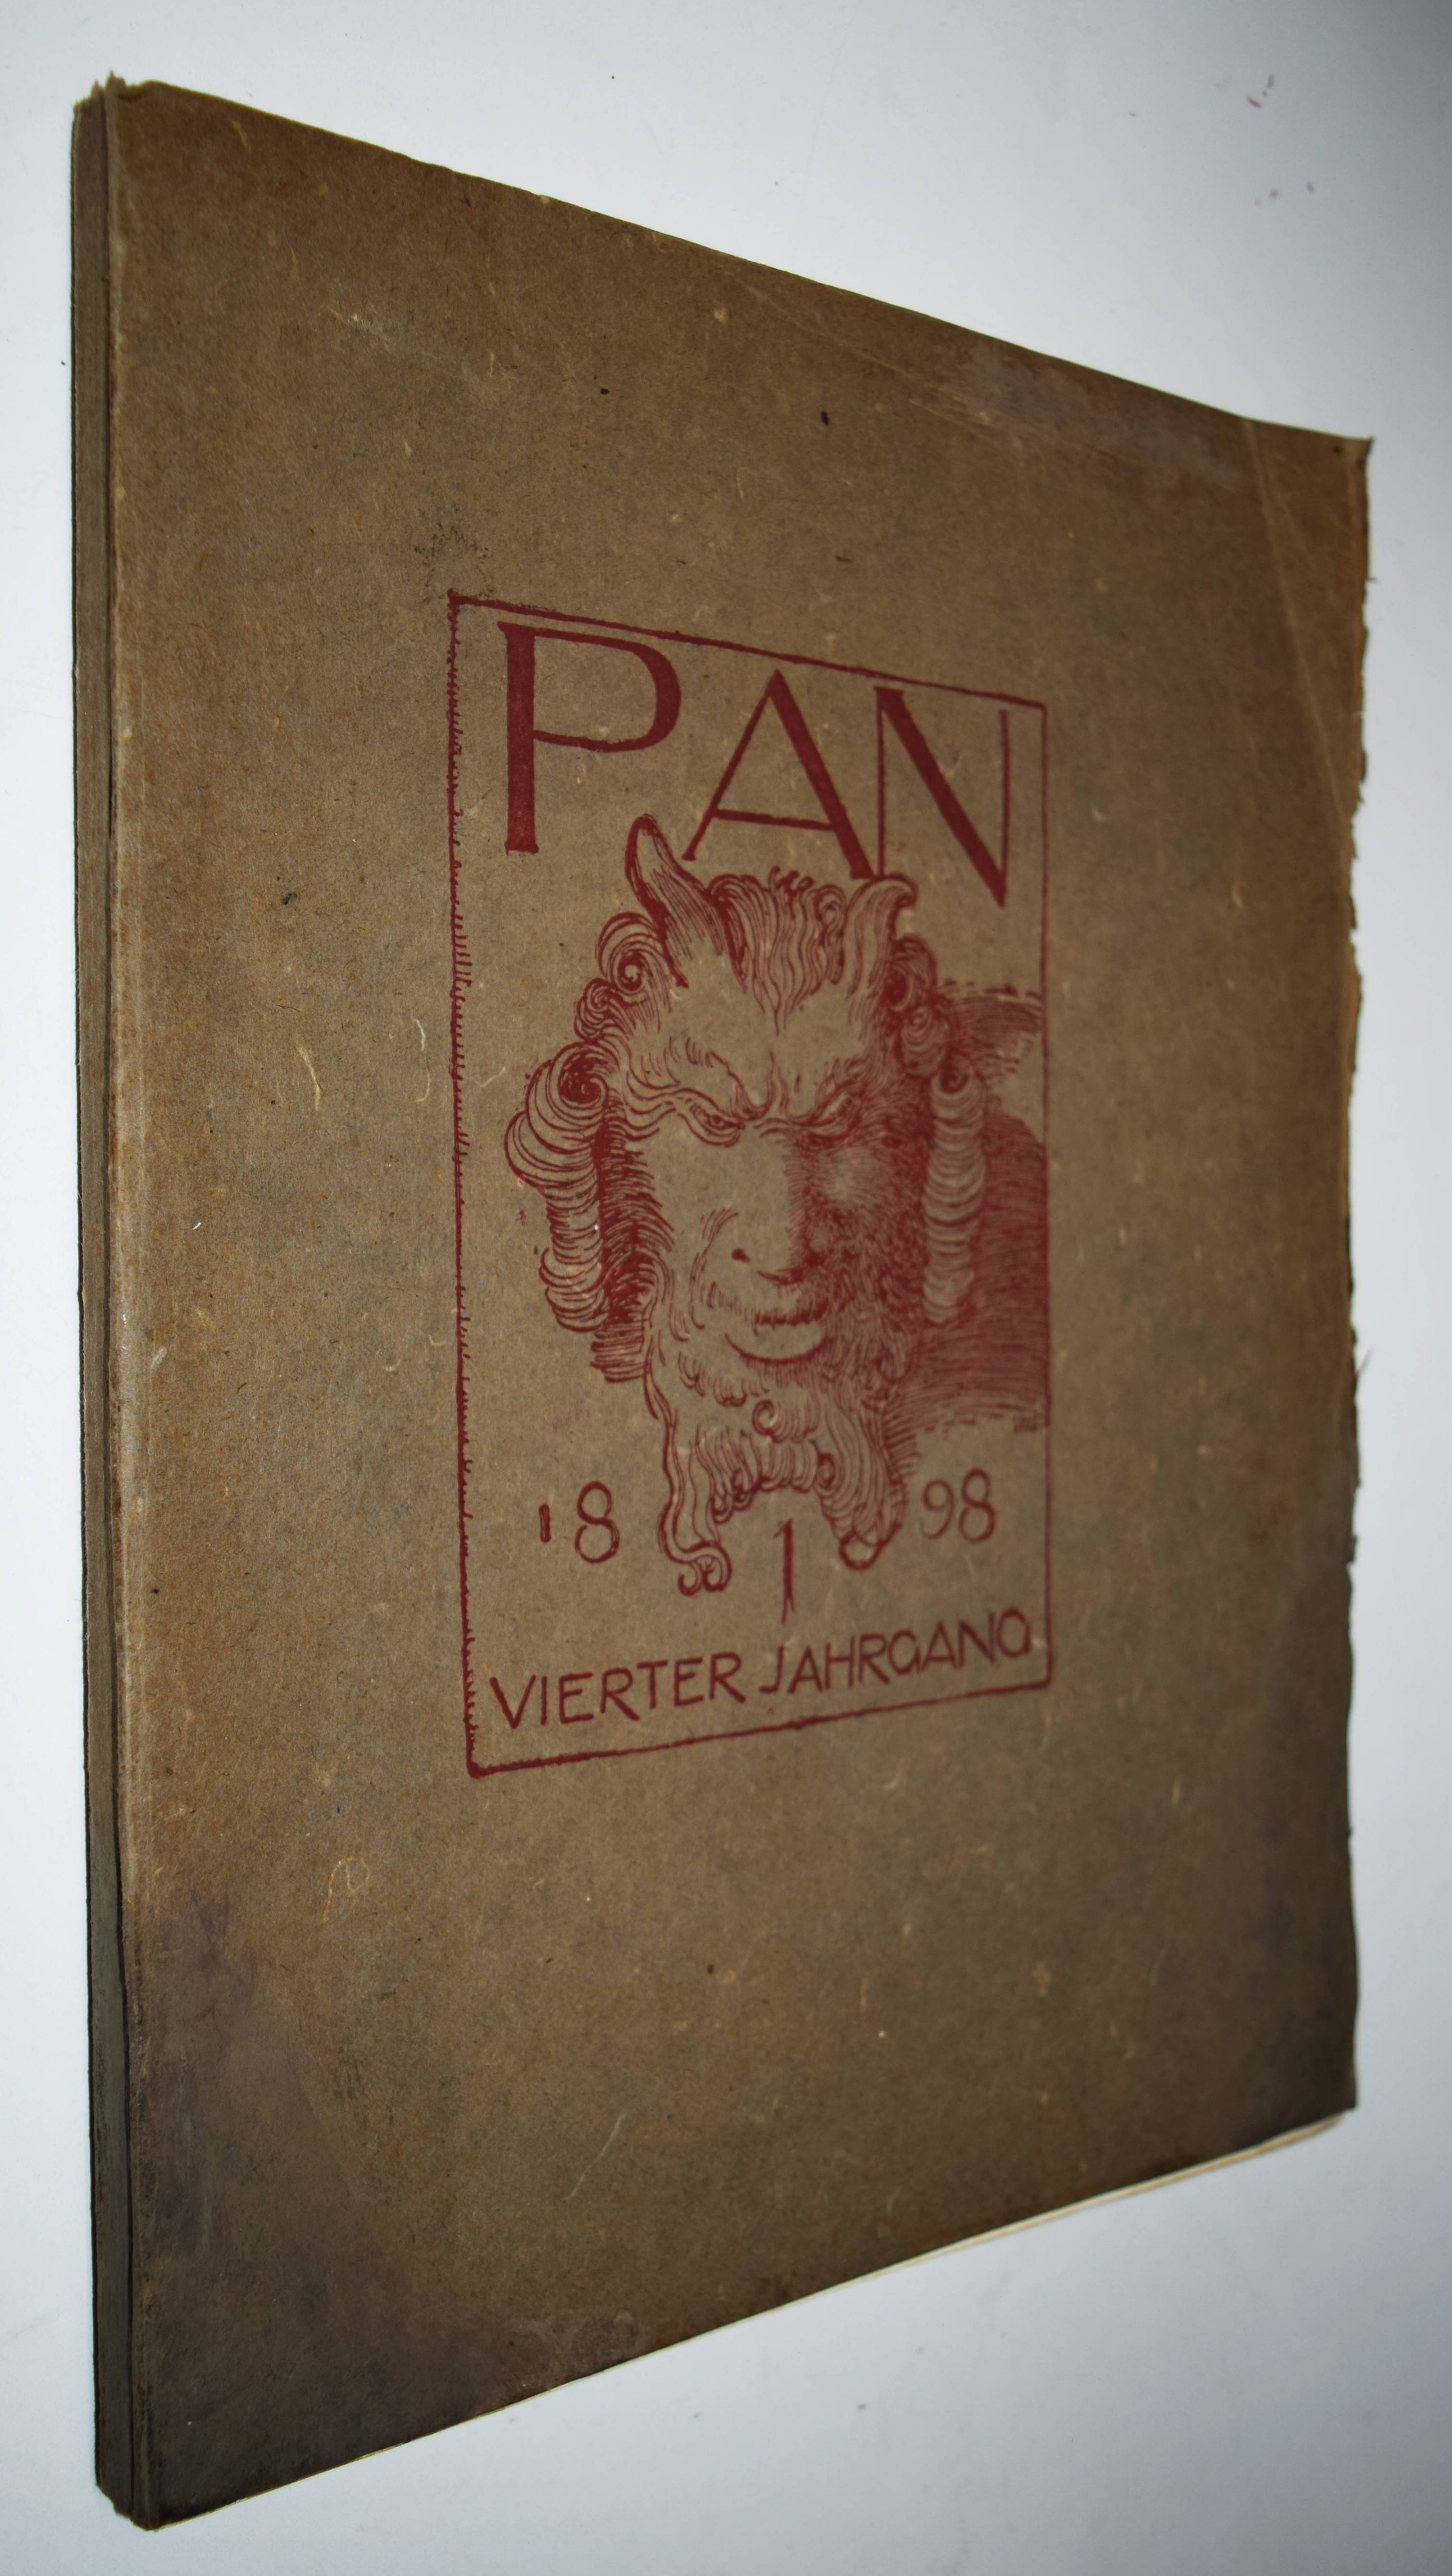 PAN
18 98
1
VIERTER JAHRGANG